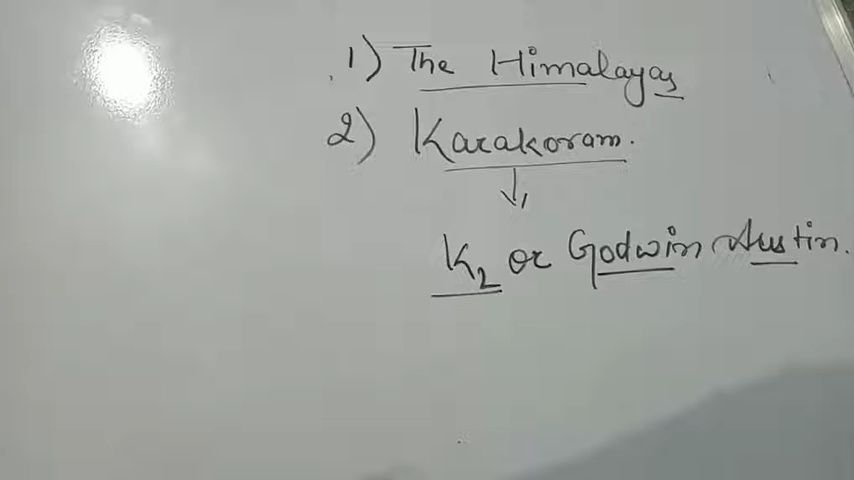 1) The Himalayas
2) Karakoram.
K2 or Godwin Austin.